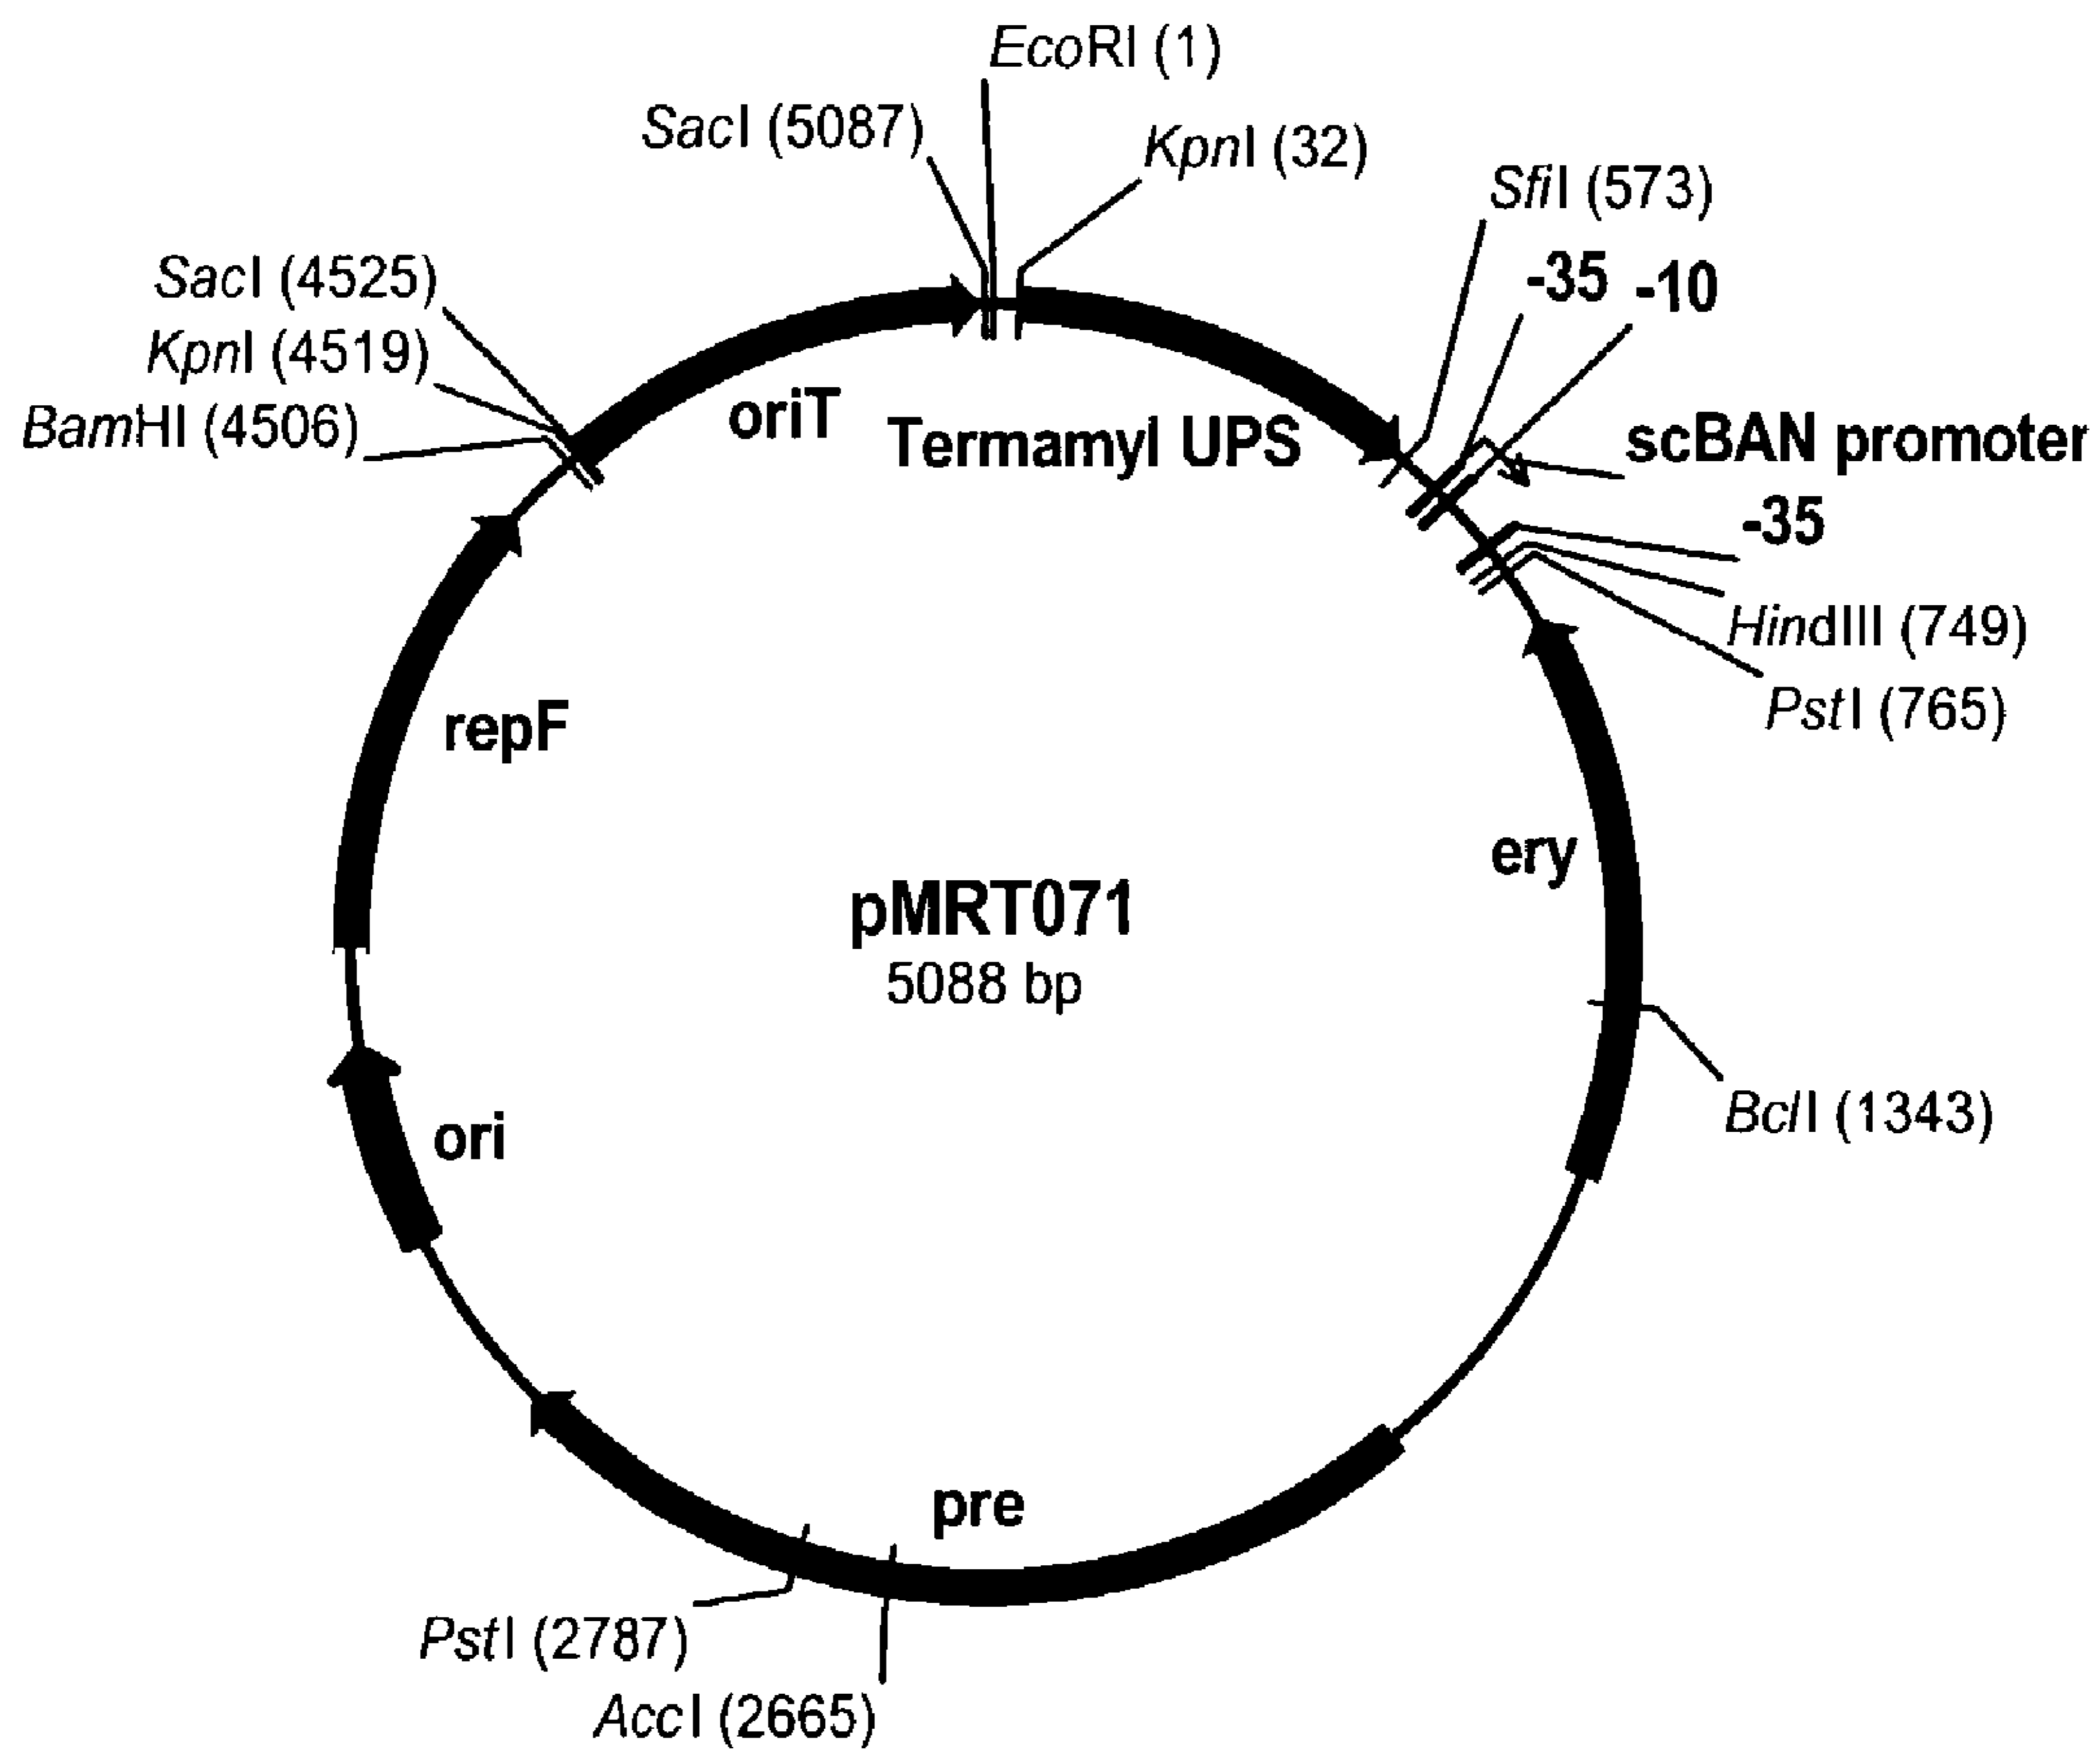 EcoRI (1)
SacI (5087)
KpnI (32)
SfiI (573)
-35
-10
SacI (4525)
KpnI (4519)
BamHI (4506)
oriT
Termamyl UPS
scBAN promoter
-35
HindIII (749)
PstI (765)
repF
ery
pMRT071
5088 bp
BclI (1343)
ori
pre
PstI (2787)
AccI (2665)